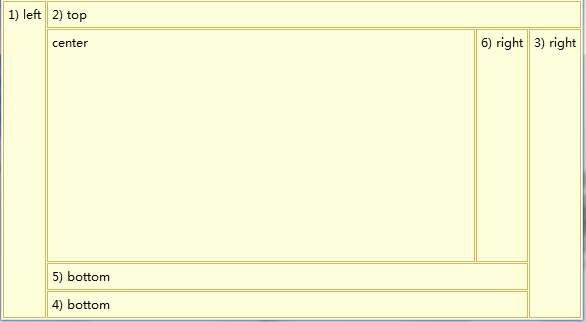 1) left
2) top
center
6) right
3) right
5) bottom
4) bottom